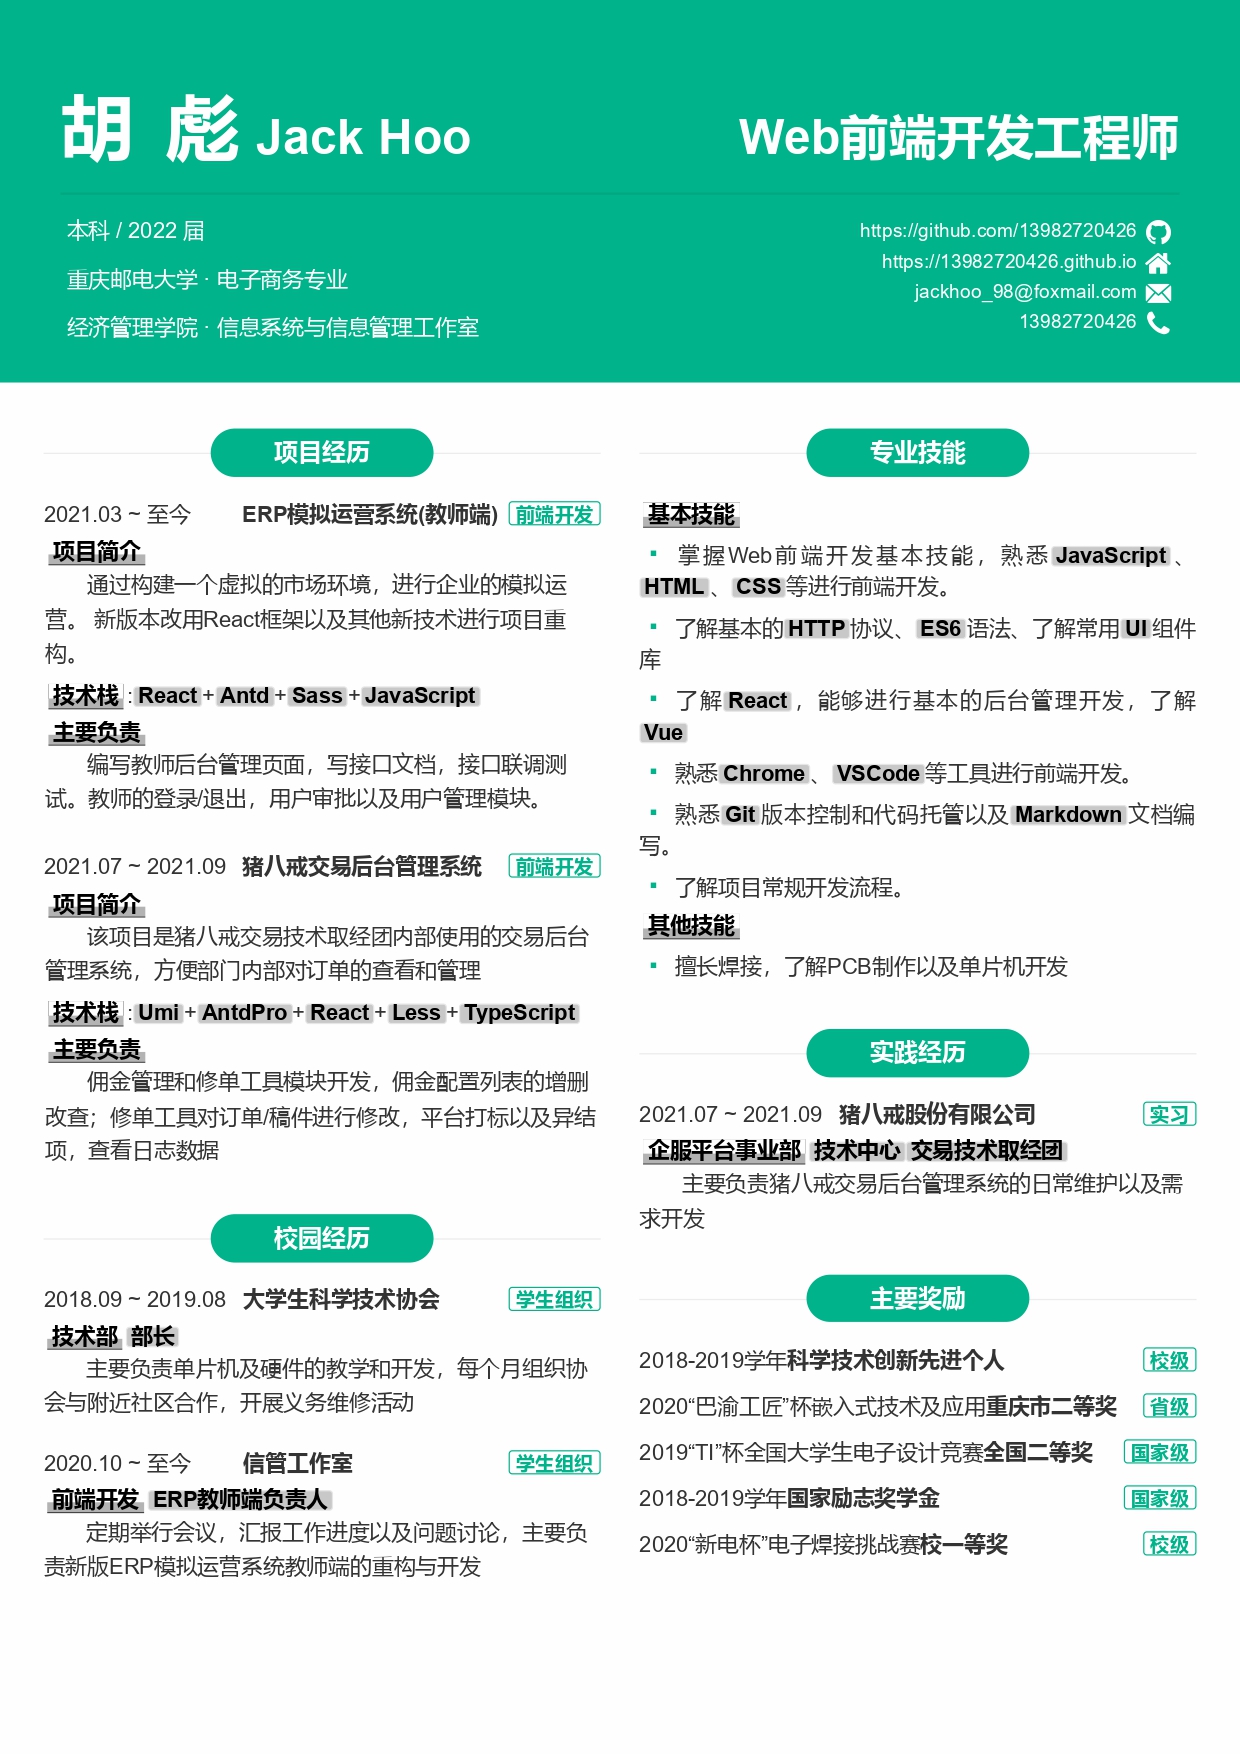 胡 彪 Jack Hoo
Web前端开发工程师
本科 / 2022 届
重庆邮电大学 · 电子商务专业
经济管理学院 · 信息系统与信息管理工作室
https://github.com/13982720426
https://13982720426.github.io
jackhoo_98@foxmail.com
13982720426
项目经历
2021.03 ~ 至今 ERP模拟运营系统(教师端) 前端开发
项目简介
通过构建一个虚拟的市场环境，进行企业的模拟运
营。 新版本改用React框架以及其他新技术进行项目重
构。
技术栈 : React + Antd + Sass + JavaScript
主要负责
编写教师后台管理页面，写接口文档，接口联调测
试。教师的登录/退出，用户审批以及用户管理模块。
2021.07 ~ 2021.09 猪八戒交易后台管理系统 前端开发
项目简介
该项目是猪八戒交易技术取经团内部使用的交易后台
管理系统，方便部门内部对订单的查看和管理
技术栈 : Umi + AntdPro + React + Less + TypeScript
主要负责
佣金管理和修单工具模块开发，佣金配置列表的增删
改查；修单工具对订单/稿件进行修改，平台打标以及异结
项，查看日志数据
校园经历
2018.09 ~ 2019.08 大学生科学技术协会 学生组织
技术部 部长
主要负责单片机及硬件的教学和开发，每个月组织协
会与附近社区合作，开展义务维修活动
2020.10 ~ 至今 信管工作室 学生组织
前端开发 ERP教师端负责人
定期举行会议，汇报工作进度以及问题讨论，主要负
责新版ERP模拟运营系统教师端的重构与开发
专业技能
基本技能
▪ 掌握Web前端开发基本技能，熟悉 JavaScript 、
HTML 、 CSS 等进行前端开发。
▪ 了解基本的 HTTP 协议、 ES6 语法、了解常用 UI 组件
库
▪ 了解 React ，能够进行基本的后台管理开发，了解
Vue
▪ 熟悉 Chrome 、 VSCode 等工具进行前端开发。
▪ 熟悉 Git 版本控制和代码托管以及 Markdown 文档编
写。
▪ 了解项目常规开发流程。
其他技能
▪ 擅长焊接，了解PCB制作以及单片机开发
实践经历
2021.07 ~ 2021.09 猪八戒股份有限公司 实习
企服平台事业部 技术中心 交易技术取经团
主要负责猪八戒交易后台管理系统的日常维护以及需
求开发
主要奖励
2018-2019学年科学技术创新先进个人 校级
2020“巴渝工匠”杯嵌入式技术及应用重庆市二等奖 省级
2019“TI”杯全国大学生电子设计竞赛全国二等奖 国家级
2018-2019学年国家励志奖学金 国家级
2020“新电杯”电子焊接挑战赛校一等奖 校级